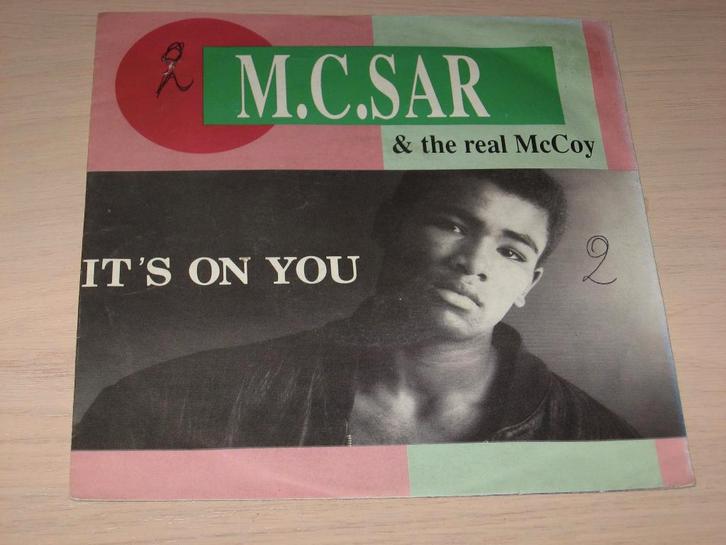 M.C.SAR
& the real McCoy
IT'S ON YOU
2